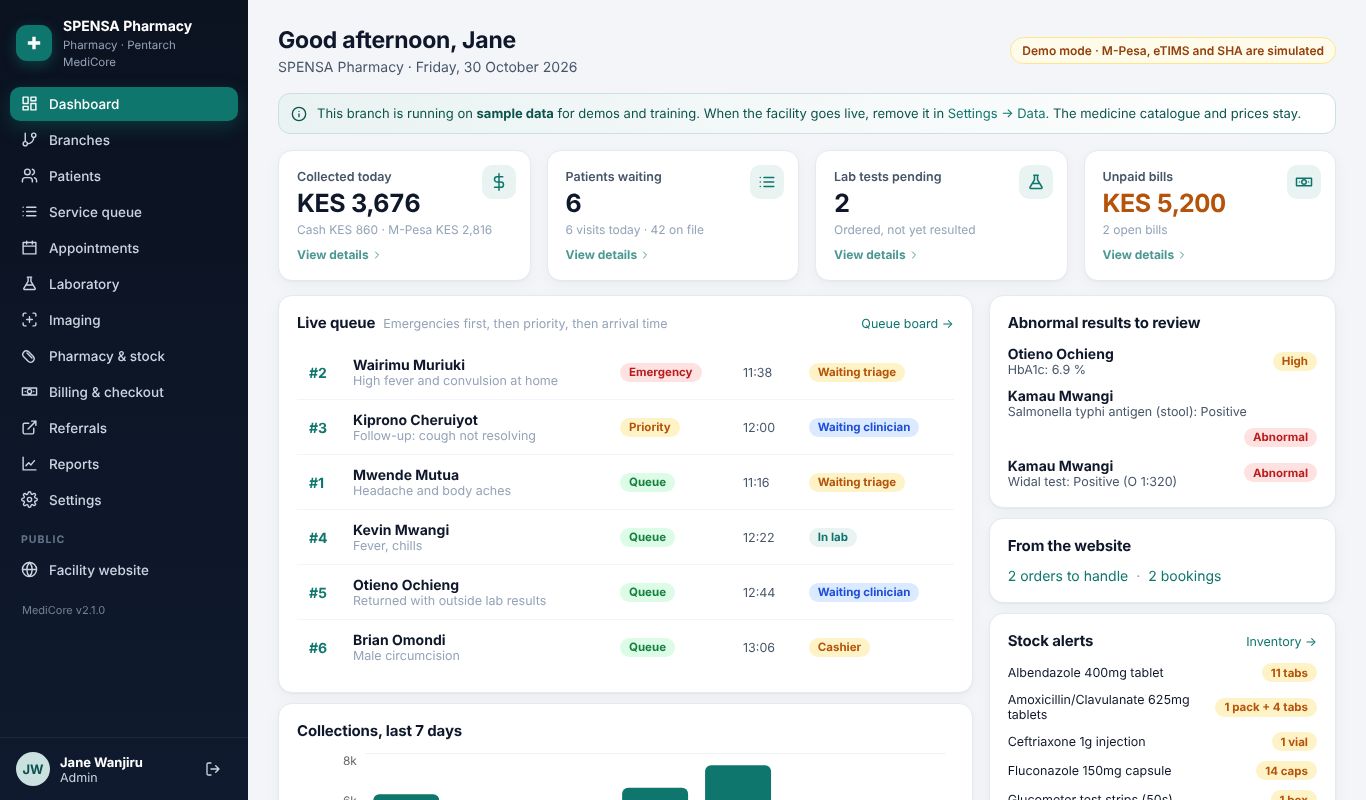 SPENSA Pharmacy
Pharmacy · Pentarch
MediCore
Dashboard
Branches
Patients
Service queue
Appointments
Laboratory
Imaging
Pharmacy & stock
Billing & checkout
Referrals
Reports
Settings
PUBLIC
Facility website
MediCore v2.1.0
JW
Jane Wanjiru
Admin
Good afternoon, Jane
SPENSA Pharmacy · Friday, 30 October 2026
Demo mode · M-Pesa, eTIMS and SHA are simulated
This branch is running on sample data for demos and training. When the facility goes live, remove it in Settings → Data. The medicine catalogue and prices stay.
Collected today
KES 3,676
Cash KES 860 · M-Pesa KES 2,816
View details
Patients waiting
6
6 visits today · 42 on file
View details
Lab tests pending
2
Ordered, not yet resulted
View details
Unpaid bills
KES 5,200
2 open bills
View details
Live queue Emergencies first, then priority, then arrival time Queue board →
#2 Wairimu Muriuki Emergency 11:38 Waiting triage
High fever and convulsion at home
#3 Kiprono Cheruiyot Priority 12:00 Waiting clinician
Follow-up: cough not resolving
#1 Mwende Mutua Queue 11:16 Waiting triage
Headache and body aches
#4 Kevin Mwangi Queue 12:22 In lab
Fever, chills
#5 Otieno Ochieng Queue 12:44 Waiting clinician
Returned with outside lab results
#6 Brian Omondi Queue 13:06 Cashier
Male circumcision
Collections, last 7 days
8k
6k
Abnormal results to review
Otieno Ochieng High
HbA1c: 6.9 %
Kamau Mwangi
Salmonella typhi antigen (stool): Positive
Abnormal
Kamau Mwangi Abnormal
Widal test: Positive (O 1:320)
From the website
2 orders to handle · 2 bookings
Stock alerts Inventory →
Albendazole 400mg tablet 11 tabs
Amoxicillin/Clavulanate 625mg
tablets 1 pack + 4 tabs
Ceftriaxone 1g injection 1 vial
Fluconazole 150mg capsule 14 caps
Glucometer test strips (50s) 1 box